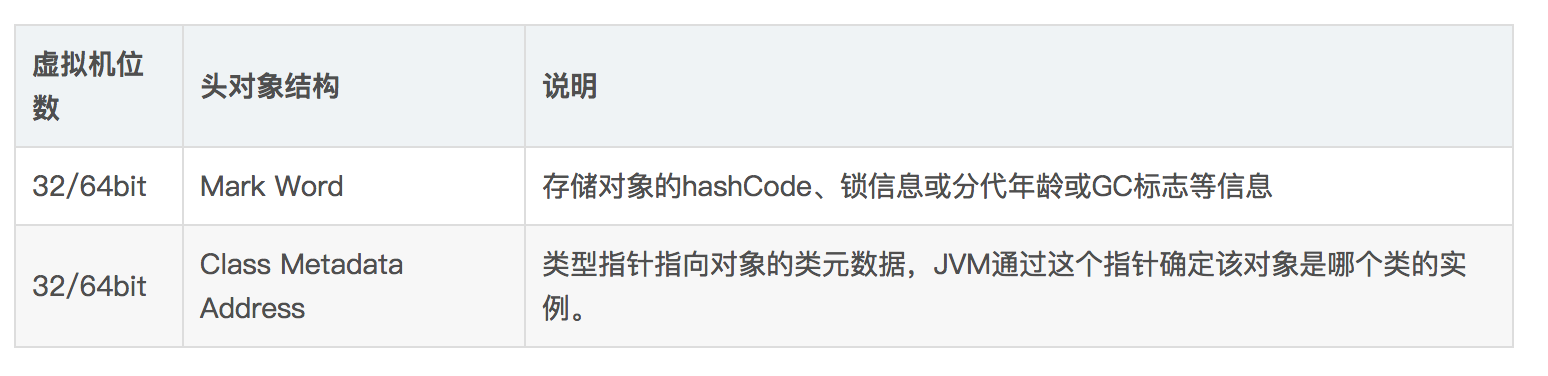 虚拟机位
数
头对象结构
说明
32/64bit
Mark Word
存储对象的hashCode、锁信息或分代年龄或GC标志等信息
32/64bit
Class Metadata
Address
类型指针指向对象的类元数据，JVM通过这个指针确定该对象是哪个类的实
例。